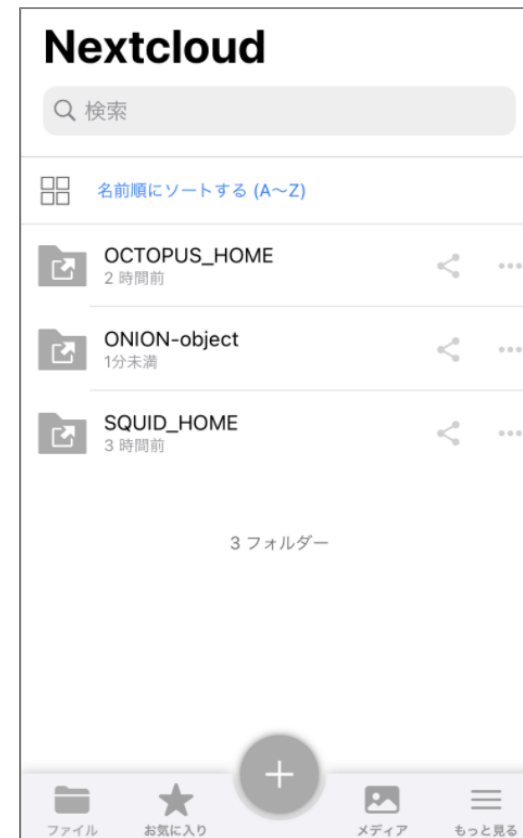 Nextcloud
検索
名前順にソートする (A～Z)
OCTOPUS_HOME
2 時間前
ONION-object
1分未満
SQUID_HOME
3 時間前
3 フォルダー
ファイル
お気に入り
メディア
もっと見る